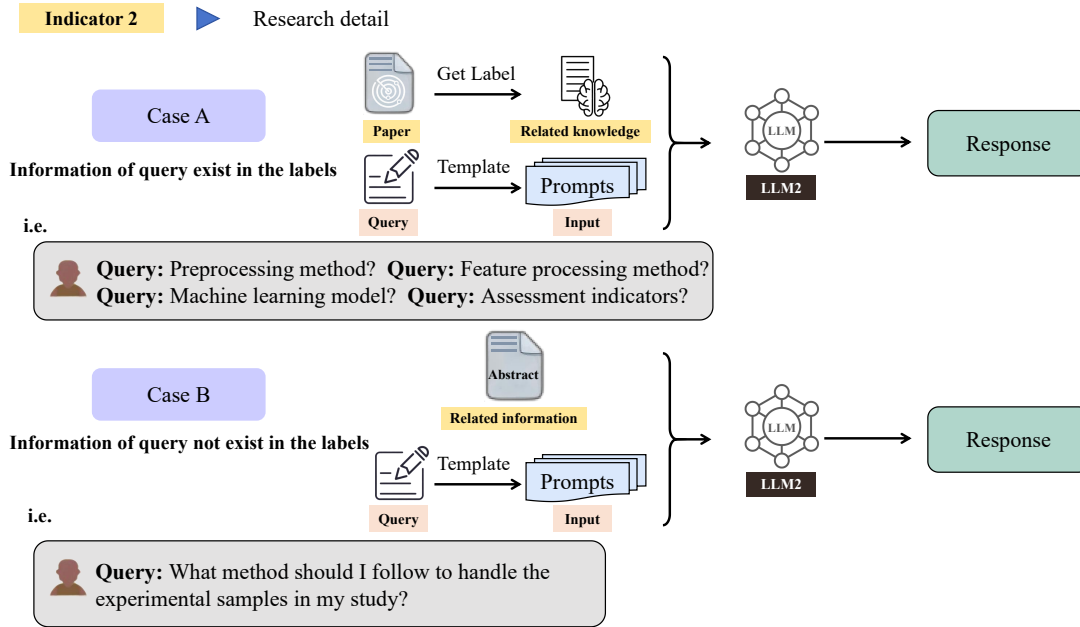 Indicator 2
Research detail
Case A
Information of query exist in the labels
Get Label
Paper
Related knowledge
Template
Prompts
Query
Input
LLM
LLM2
Response
i.e.
Query: Preprocessing method? Query: Feature processing method?
Query: Machine learning model? Query: Assessment indicators?
Case B
Information of query not exist in the labels
Abstract
Related information
Template
Prompts
Query
Input
LLM
LLM2
Response
i.e.
Query: What method should I follow to handle the
experimental samples in my study?